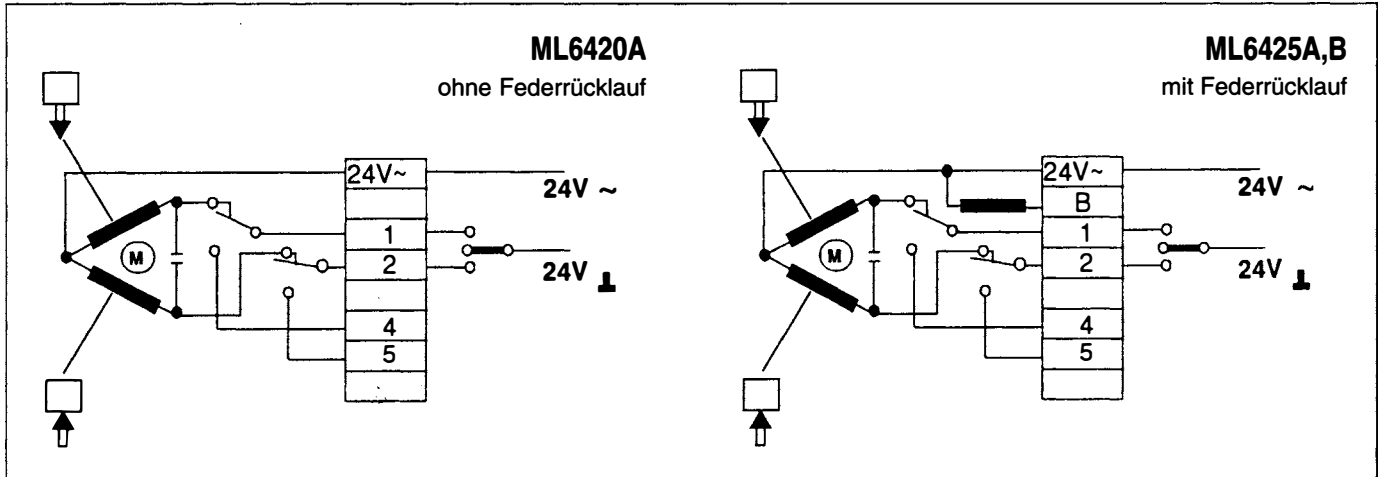 ML6420A
ohne Federrücklauf
24V~
24V ~
1
2
24V
4
5
M
ML6425A,B
mit Federrücklauf
24V~
24V ~
B
1
2
24V
4
5
M